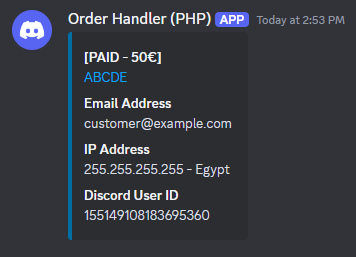 Order Handler (PHP) APP Today at 2:53 PM
[PAID - 50€]
ABCDE
Email Address
customer@example.com
IP Address
255.255.255.255 - Egypt
Discord User ID
155149108183695360